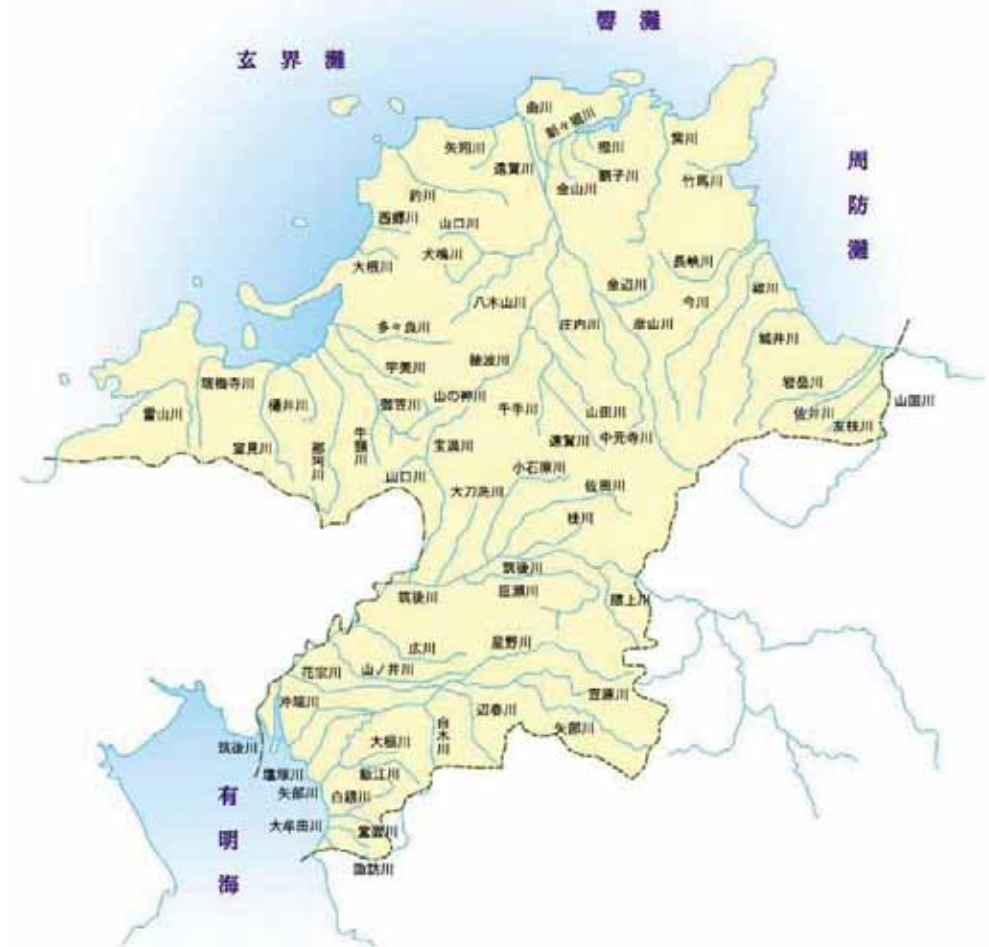 響灘
玄界灘
周防灘
有明海
曲川
新々堀川
矢矧川
遠賀川
撥川
紫川
釣川
金山川
竹馬川
西郷川
山口川
大根川
犬鳴川
長峡川
金辺川
今川
祓川
八木山川
多々良川
庄内川
彦山川
城井川
宇美川
穂波川
瑞梅寺川
岩岳川
雷山川
樋井川
御笠川
山の神川
千手川
山田川
佐井川
山国川
友枝川
室見川
那珂川
牛頸川
宝満川
遠賀川
中元寺川
山口川
大刀洗川
小石原川
佐田川
桂川
筑後川
筑後川
巨瀬川
隈上川
広川
星野川
花宗川
山ノ井川
沖端川
辺春川
笠原川
矢部川
白木川
大根川
筑後川
塩塚川
飯江川
矢部川
白銀川
大牟田川
堂面川
諏訪川